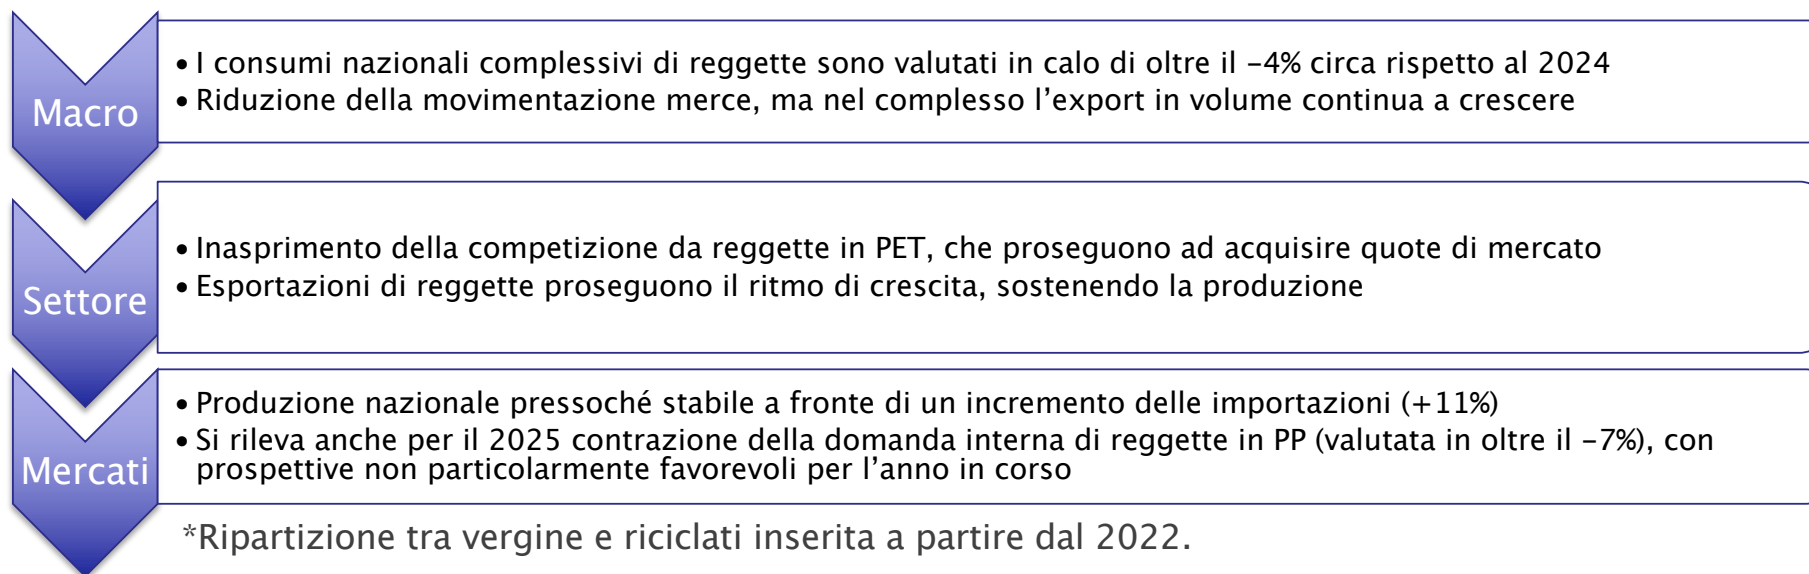 Macro
• I consumi nazionali complessivi di reggette sono valutati in calo di oltre il -4% circa rispetto al 2024
• Riduzione della movimentazione merce, ma nel complesso l'export in volume continua a crescere
Settore
• Inasprimento della competizione da reggette in PET, che proseguono ad acquisire quote di mercato
• Esportazioni di reggette proseguono il ritmo di crescita, sostenendo la produzione
Mercati
• Produzione nazionale pressoché stabile a fronte di un incremento delle importazioni (+11%)
• Si rileva anche per il 2025 contrazione della domanda interna di reggette in PP (valutata in oltre il -7%), con
prospettive non particolarmente favorevoli per l'anno in corso
*Ripartizione tra vergine e riciclati inserita a partire dal 2022.